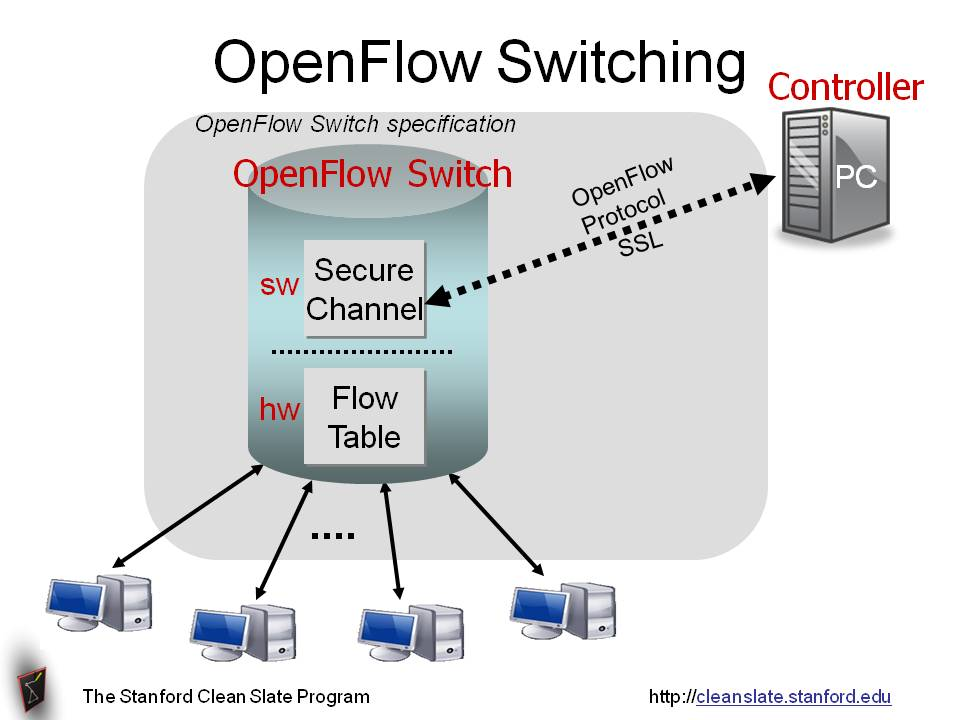 OpenFlow Switching
Controller
OpenFlow Switch specification
OpenFlow Switch
PC
OpenFlow
Protocol
SSL
sw
Secure
Channel
hw
Flow
Table
....
The Stanford Clean Slate Program
http://cleanslate.stanford.edu